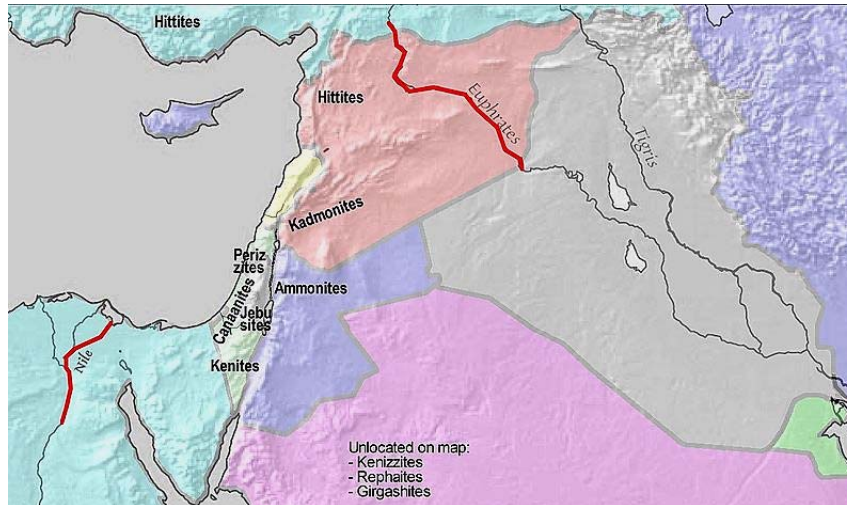 Hittites
Hittites
Euphrates
Tigris
Kadmonites
Periz
zites
Ammonites
Canaanites
Jebu
sites
Nile
Kenites
Unlocated on map:
- Kenizzites
- Rephaites
- Girgashites